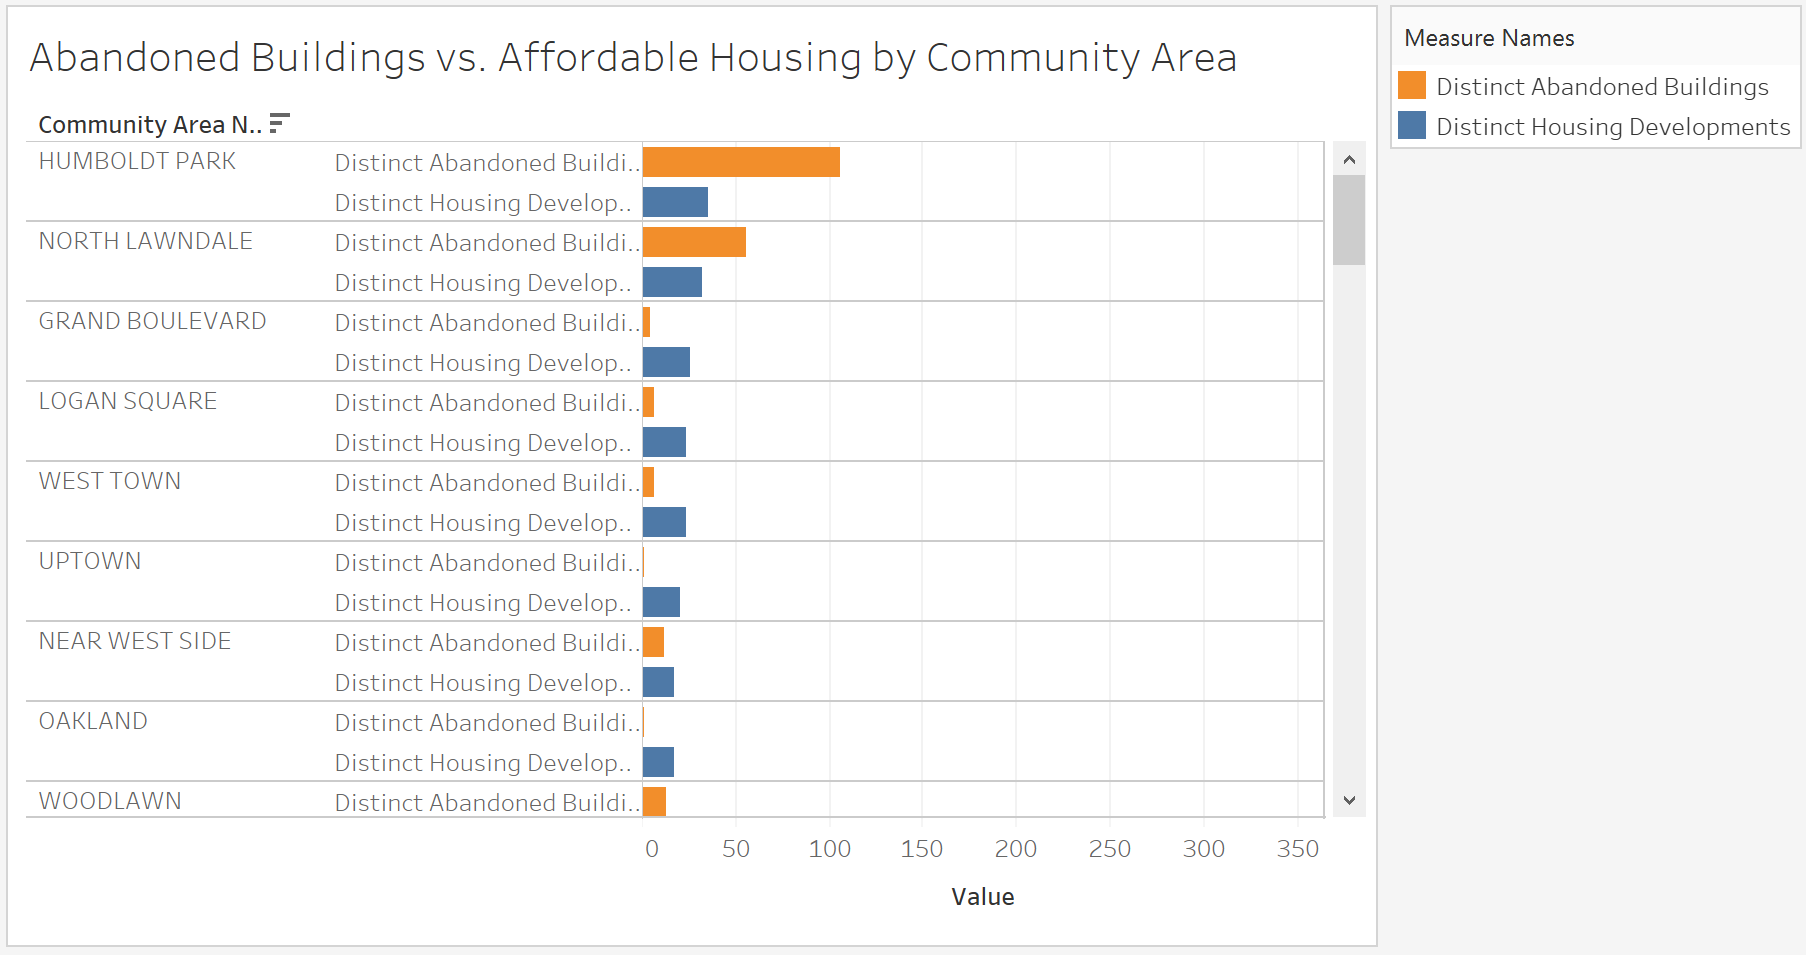 Abandoned Buildings vs. Affordable Housing by Community Area
Community Area N..
HUMBOLDT PARK Distinct Abandoned Buildi..
Distinct Housing Develop..
NORTH LAWNDALE Distinct Abandoned Buildi..
Distinct Housing Develop..
GRAND BOULEVARD Distinct Abandoned Buildi..
Distinct Housing Develop..
LOGAN SQUARE Distinct Abandoned Buildi..
Distinct Housing Develop..
WEST TOWN Distinct Abandoned Buildi..
Distinct Housing Develop..
UPTOWN Distinct Abandoned Buildi..
Distinct Housing Develop..
NEAR WEST SIDE Distinct Abandoned Buildi..
Distinct Housing Develop..
OAKLAND Distinct Abandoned Buildi..
Distinct Housing Develop..
WOODLAWN Distinct Abandoned Buildi..
0 50 100 150 200 250 300 350
Value
Measure Names
Distinct Abandoned Buildings
Distinct Housing Developments